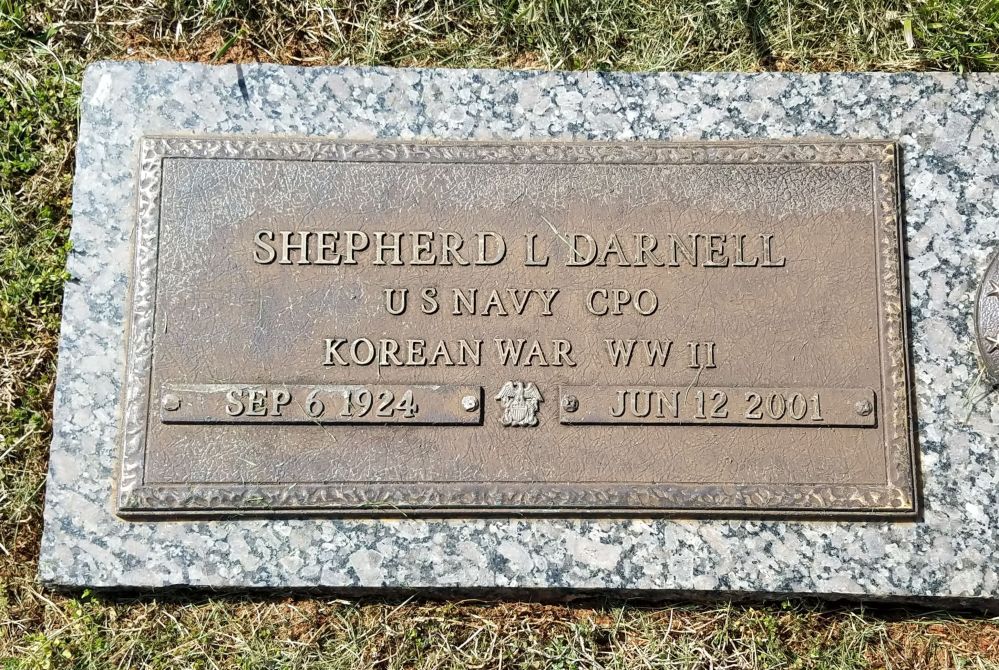 SHEPHERD L DARNELL
U S NAVY CPO
KOREAN WAR WW II
SEP 6 1924 JUN 12 2001